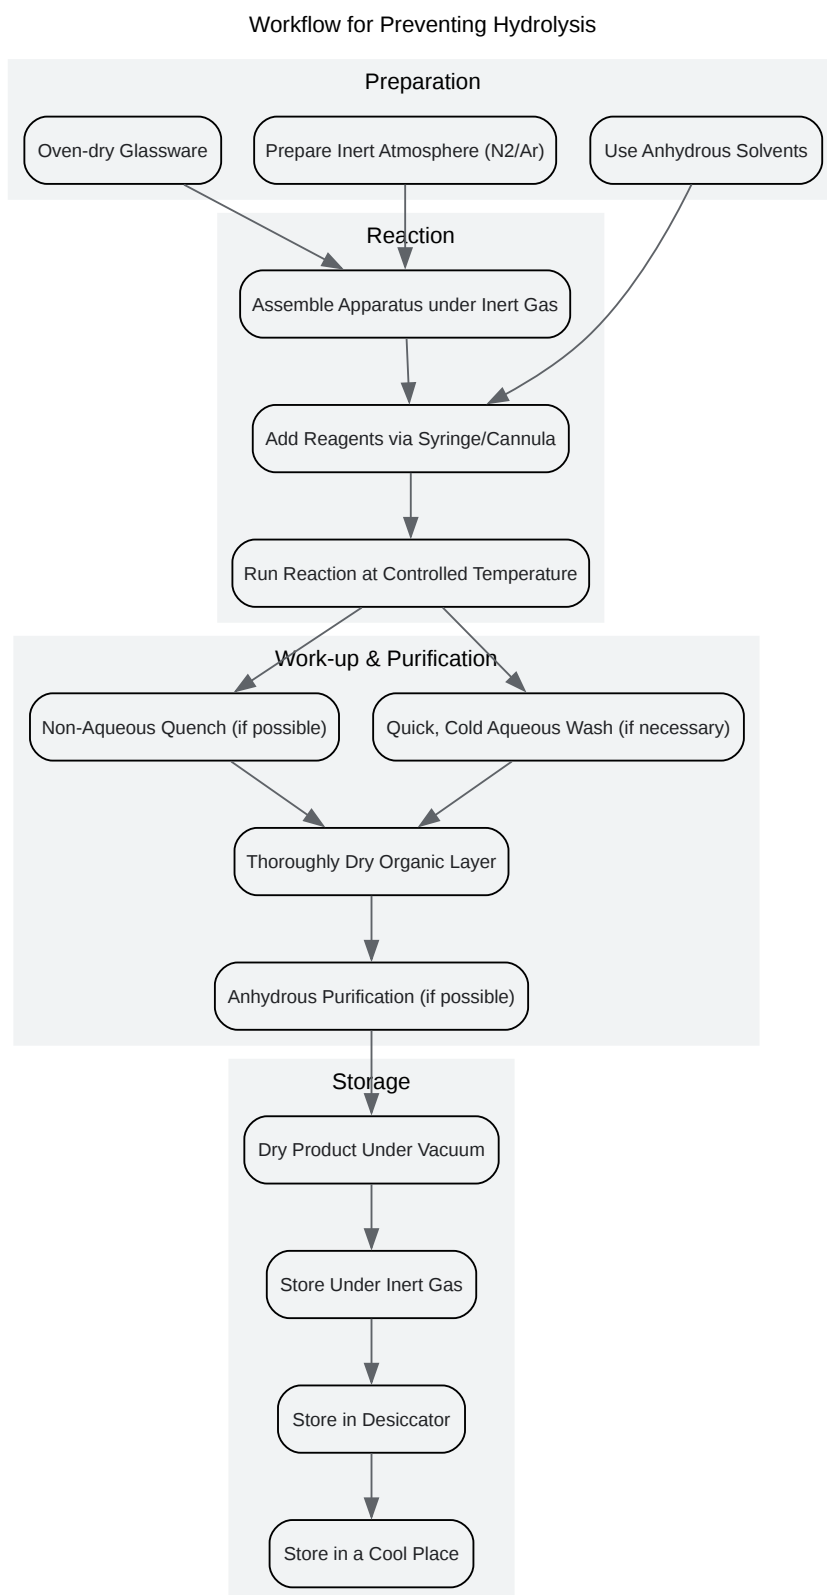 Workflow for Preventing Hydrolysis
Preparation
Oven-dry Glassware
Prepare Inert Atmosphere (N2/Ar)
Use Anhydrous Solvents
Reaction
Assemble Apparatus under Inert Gas
Add Reagents via Syringe/Cannula
Run Reaction at Controlled Temperature
Work-up & Purification
Non-Aqueous Quench (if possible)
Quick, Cold Aqueous Wash (if necessary)
Thoroughly Dry Organic Layer
Anhydrous Purification (if possible)
Storage
Dry Product Under Vacuum
Store Under Inert Gas
Store in Desiccator
Store in a Cool Place